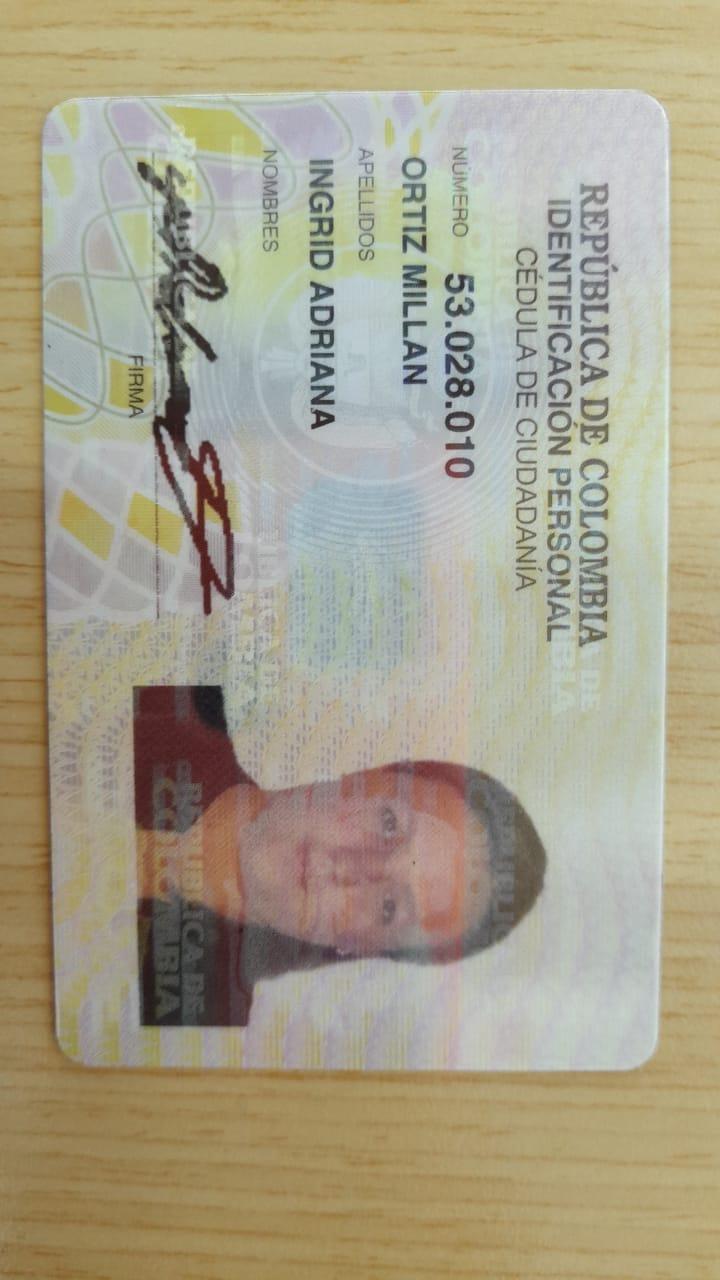 REPÚBLICA DE COLOMBIA
IDENTIFICACIÓN PERSONAL
CÉDULA DE CIUDADANÍA
NÚMERO 53.028.010
ORTIZ MILLAN
APELLIDOS
INGRID ADRIANA
NOMBRES
FIRMA
REPÚBLICA DE
COLOMBIA